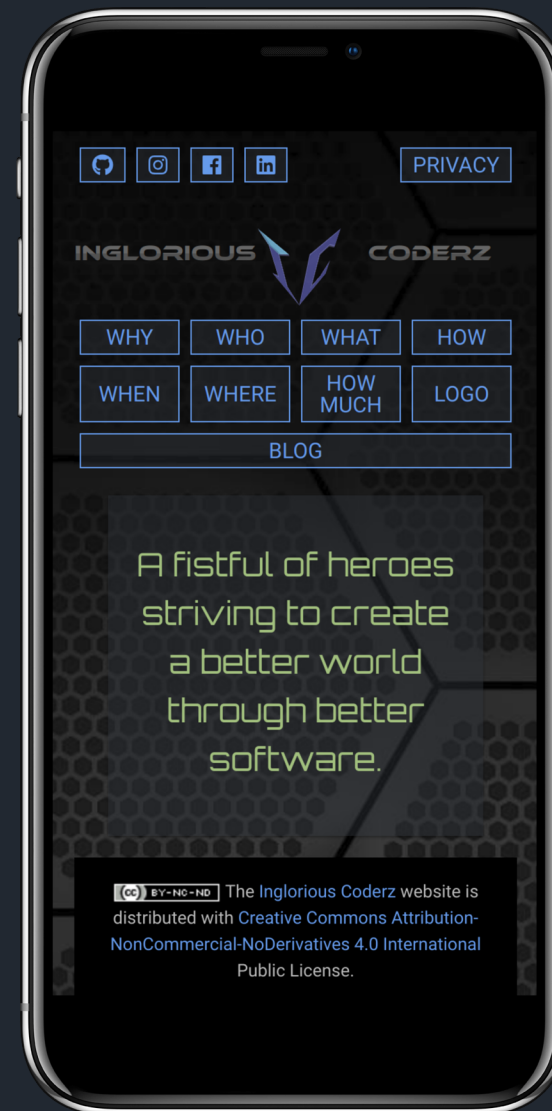 PRIVACY
INGLORIOUS CODERZ
WHY WHO WHAT HOW
WHEN WHERE HOW MUCH LOGO
BLOG
A fistful of heroes
striving to create
a better world
through better
software.
(cc) BY-NC-ND The Inglorious Coderz website is
distributed with Creative Commons Attribution-
NonCommercial-NoDerivatives 4.0 International
Public License.